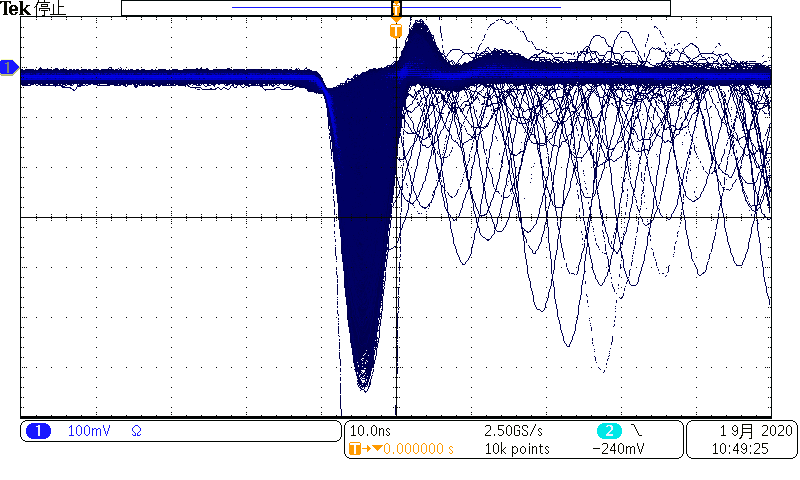 Tek 停止
T
T
1
1 100mV Ω
10.0ns 2.50GS/s 2 -240mV
T→▼0.000000 s 10k points
1 9月 2020
10:49:25